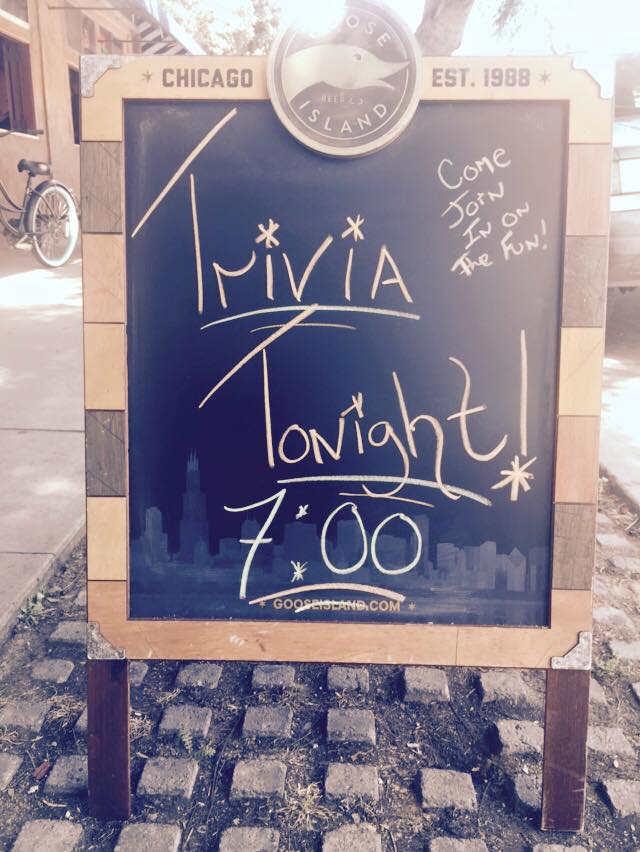 GOOSE
BEER CO.
ISLAND
CHICAGO EST. 1988
Come
Join
In on
The Fun!
Trivia
Tonight!
7:00
GOOSEISLAND.COM